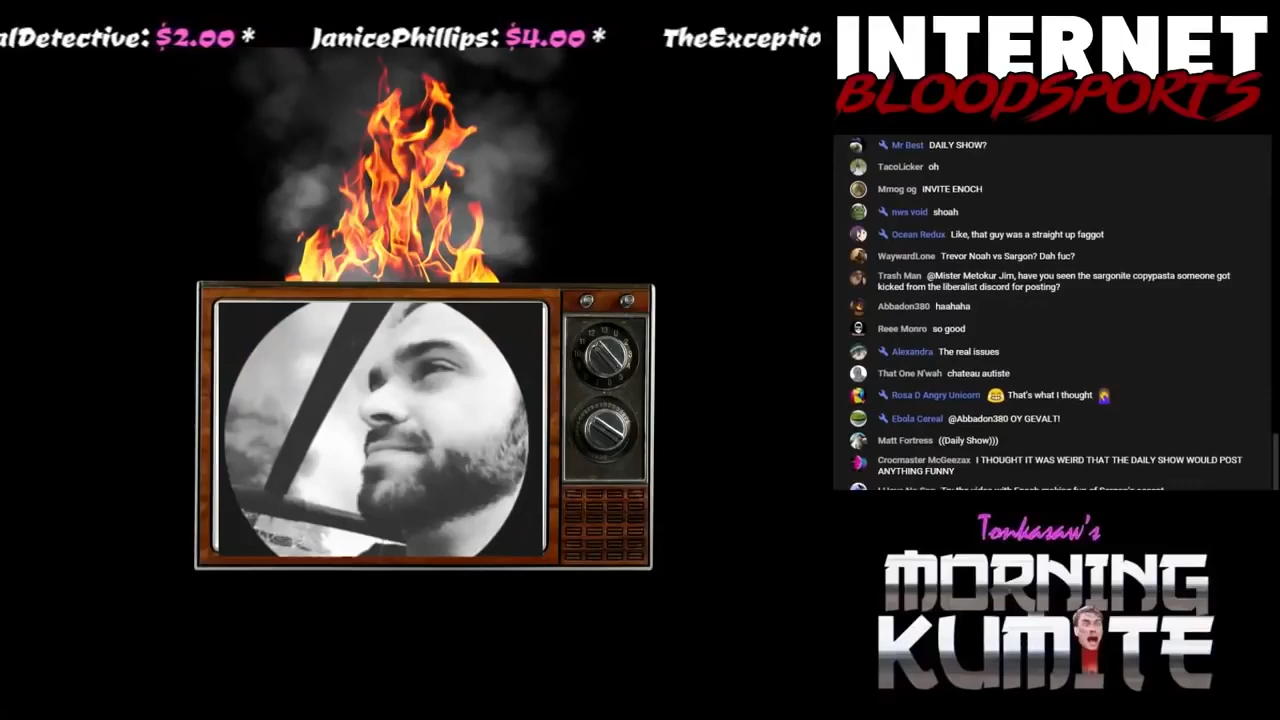 alDetective: $2.00 * JanicePhillips: $4.00 * TheExceptio
INTERNET
BLOODSPORTS
Mr Best DAILY SHOW?
TacoLicker oh
Mmog og INVITE ENOCH
nws void shoah
Ocean Redux Like, that guy was a straight up faggot
WaywardLone Trevor Noah vs Sargon? Dah fuc?
Trash Man @Mister Metokur Jim, have you seen the sargonite copypasta someone got
kicked from the liberalist discord for posting?
Abbadon380 haahaha
Reee Monro so good
Alexandra The real issues
That One N'wah chateau autiste
Rosa D Angry Unicorn 😂 That's what I thought 🤦
Ebola Cereal @Abbadon380 OY GEVALT!
Matt Fortress ((Daily Show)))
Crocmaster McGeezax I THOUGHT IT WAS WEIRD THAT THE DAILY SHOW WOULD POST
ANYTHING FUNNY
Tonkasaw's
MORNING
KUMITE